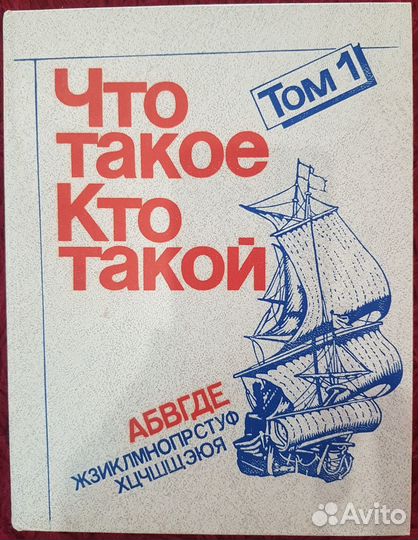 Том 1
Что
такое
Кто
такой
АБВГДЕ
ЖЗИКЛМНОПРСТУФ
ХЦЧШЩЭЮЯ
Avito